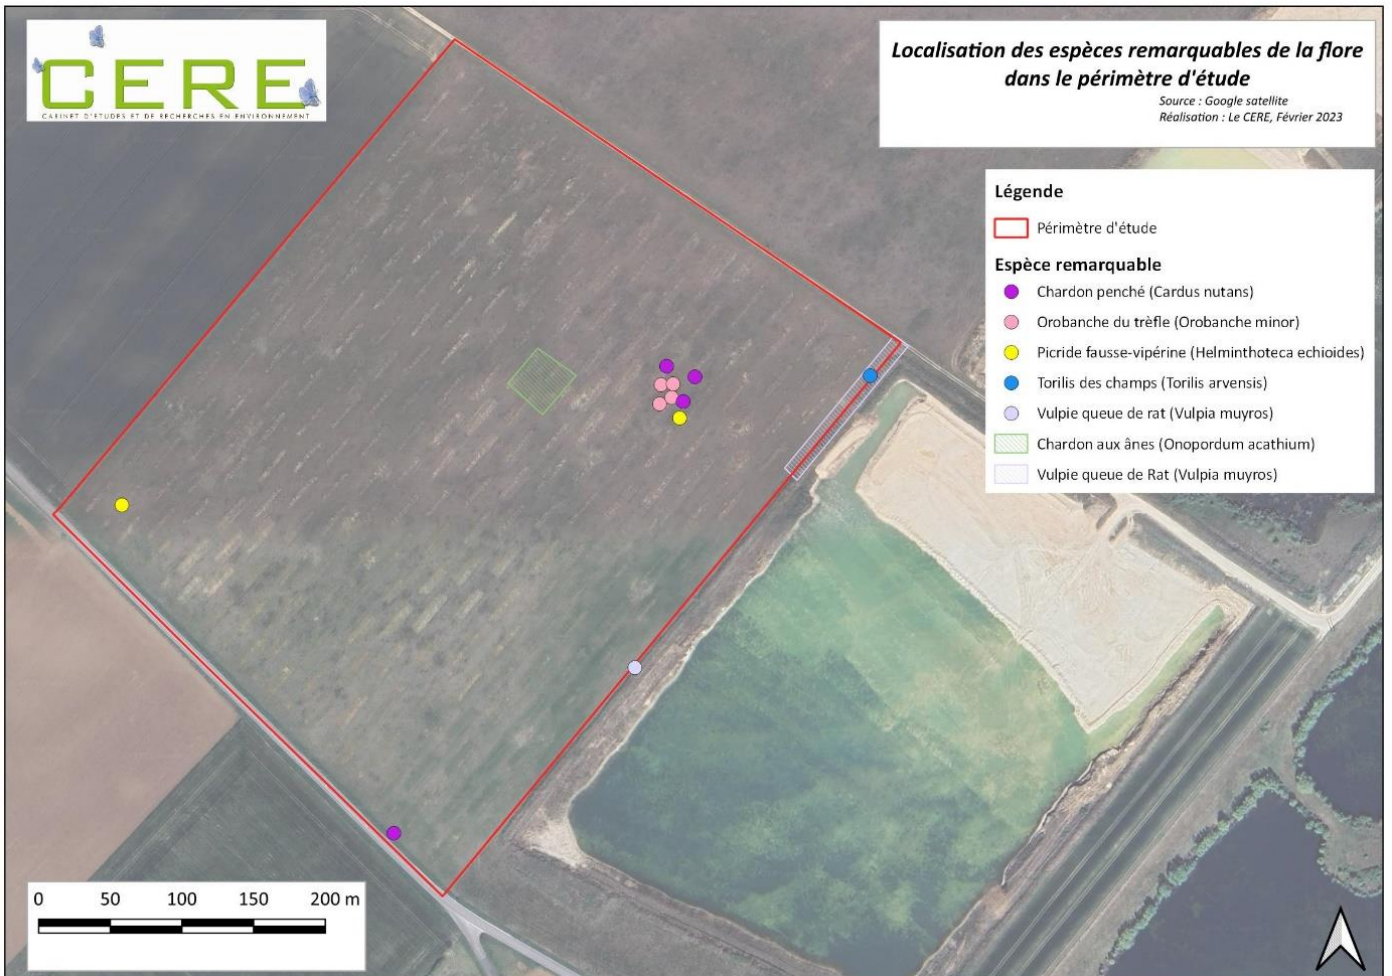 CERE
CABINET D'ETUDES ET DE RECHERCHES EN ENVIRONNEMENT
Localisation des espèces remarquables de la flore
dans le périmètre d'étude
Source : Google satellite
Réalisation : Le CERE, Février 2023
Légende
Périmètre d'étude
Espèce remarquable
Chardon penché (Cardus nutans)
Orobanche du trèfle (Orobanche minor)
Picride fausse-vipérine (Helminthoteca echioides)
Torilis des champs (Torilis arvensis)
Vulpie queue de rat (Vulpia muyros)
Chardon aux ânes (Onopordum acathium)
Vulpie queue de Rat (Vulpia muyros)
0 50 100 150 200 m